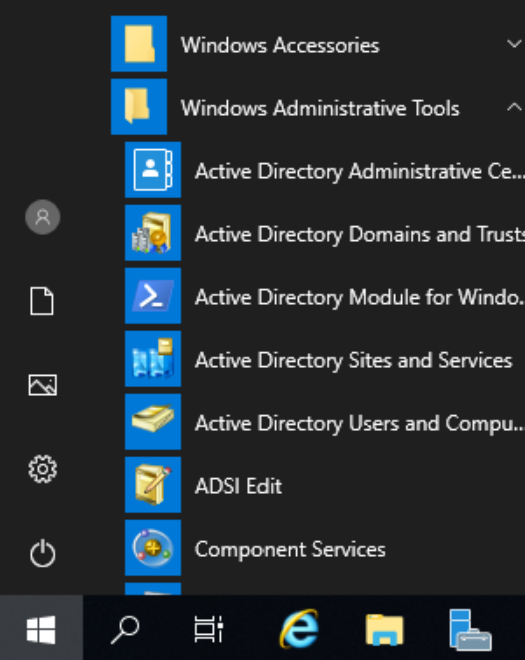 Windows Accessories
Windows Administrative Tools
Active Directory Administrative Ce...
Active Directory Domains and Trusts
Active Directory Module for Windo...
Active Directory Sites and Services
Active Directory Users and Compu...
ADSI Edit
Component Services